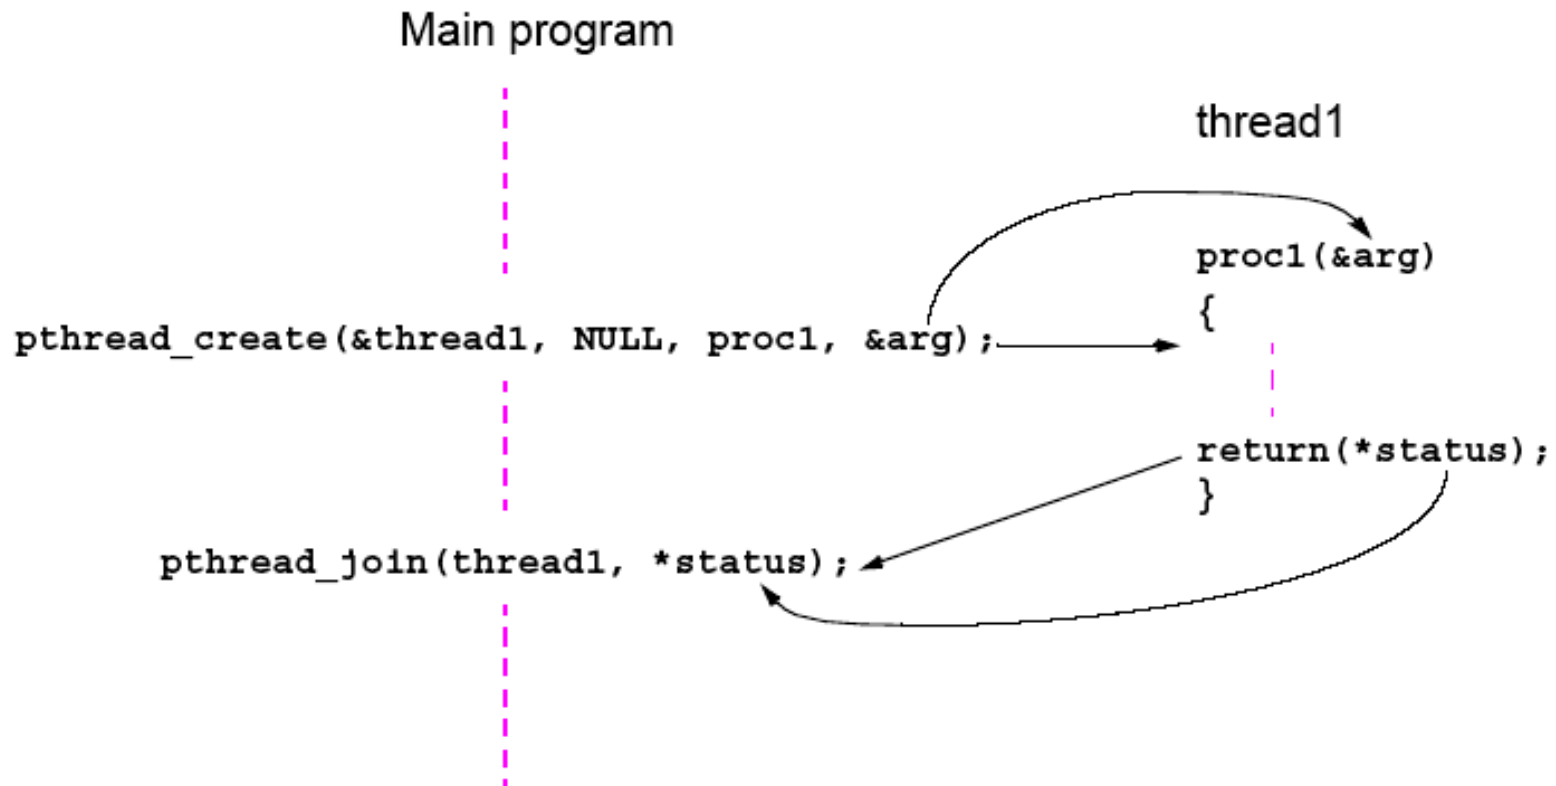 Main program
thread1
proc1(&arg)
{
pthread_create(&thread1, NULL, proc1, &arg);
return(*status);
}
pthread_join(thread1, *status);